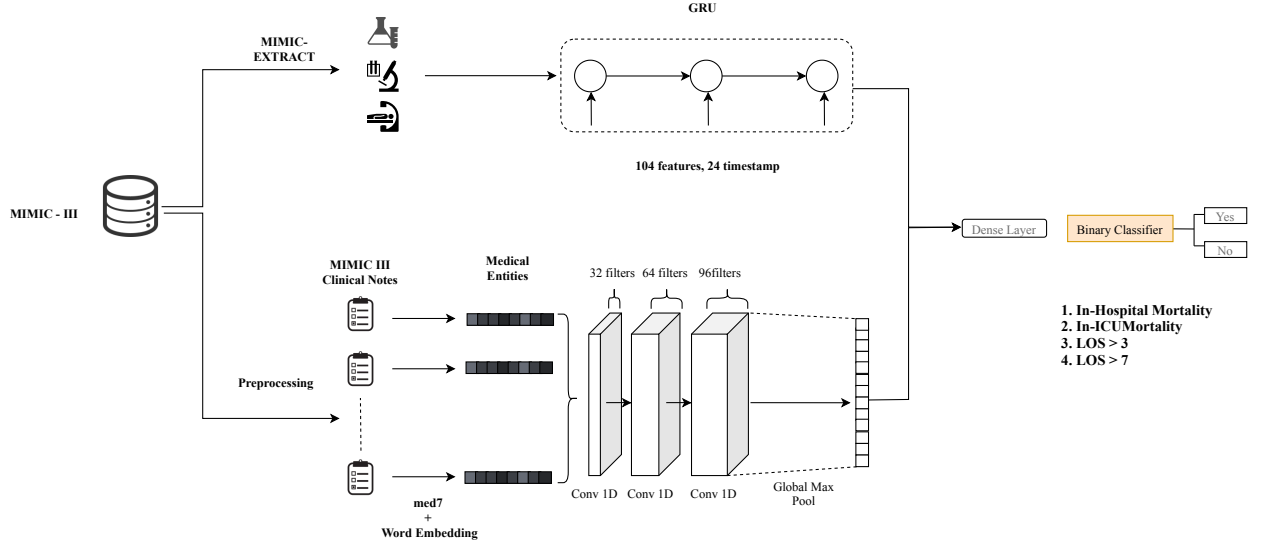 GRU
MIMIC-
EXTRACT
104 features, 24 timestamp
MIMIC - III
Dense Layer
Binary Classifier
Yes
No
MIMIC III
Clinical Notes
Medical
Entities
32 filters
64 filters
96filters
1. In-Hospital Mortality
2. In-ICUMortality
3. LOS > 3
4. LOS > 7
Preprocessing
Conv 1D
Conv 1D
Conv 1D
Global Max
Pool
med7
+
Word Embedding